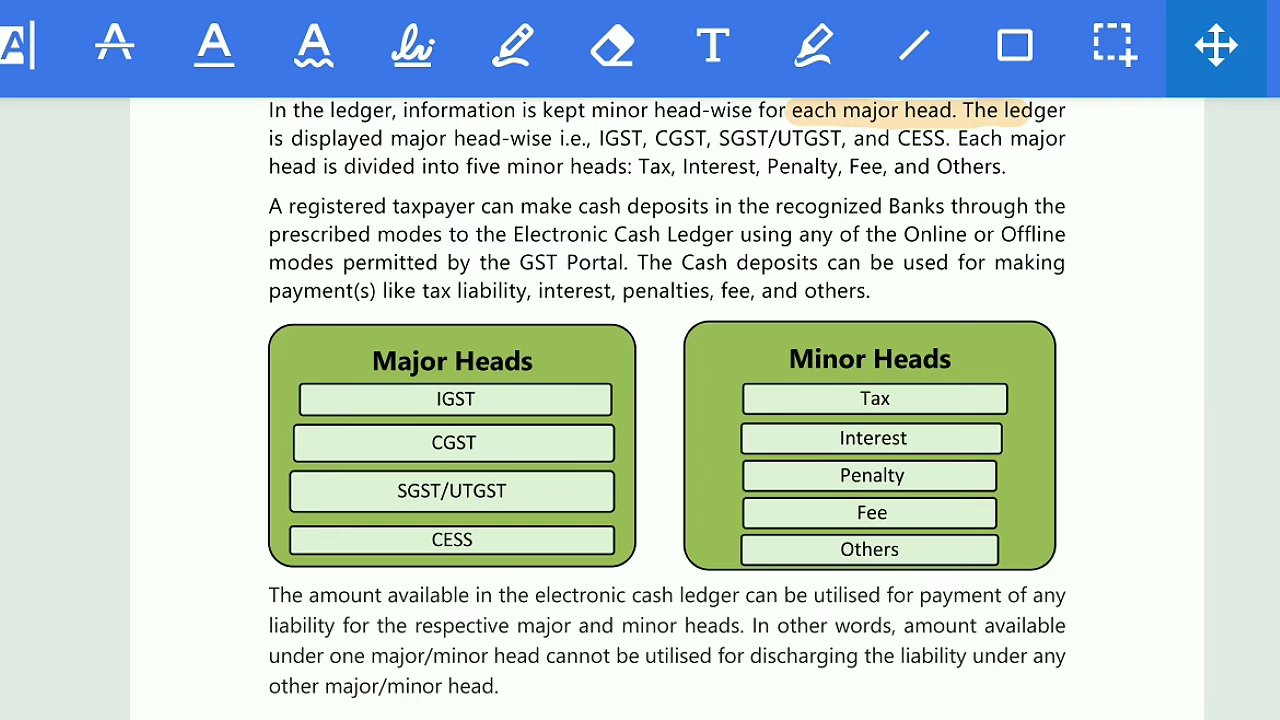 In the ledger, information is kept minor head-wise for each major head. The ledger
is displayed major head-wise i.e., IGST, CGST, SGST/UTGST, and CESS. Each major
head is divided into five minor heads: Tax, Interest, Penalty, Fee, and Others.
A registered taxpayer can make cash deposits in the recognized Banks through the
prescribed modes to the Electronic Cash Ledger using any of the Online or Offline
modes permitted by the GST Portal. The Cash deposits can be used for making
payment(s) like tax liability, interest, penalties, fee, and others.
Major Heads
IGST
CGST
SGST/UTGST
CESS
Minor Heads
Tax
Interest
Penalty
Fee
Others
The amount available in the electronic cash ledger can be utilised for payment of any
liability for the respective major and minor heads. In other words, amount available
under one major/minor head cannot be utilised for discharging the liability under any
other major/minor head.